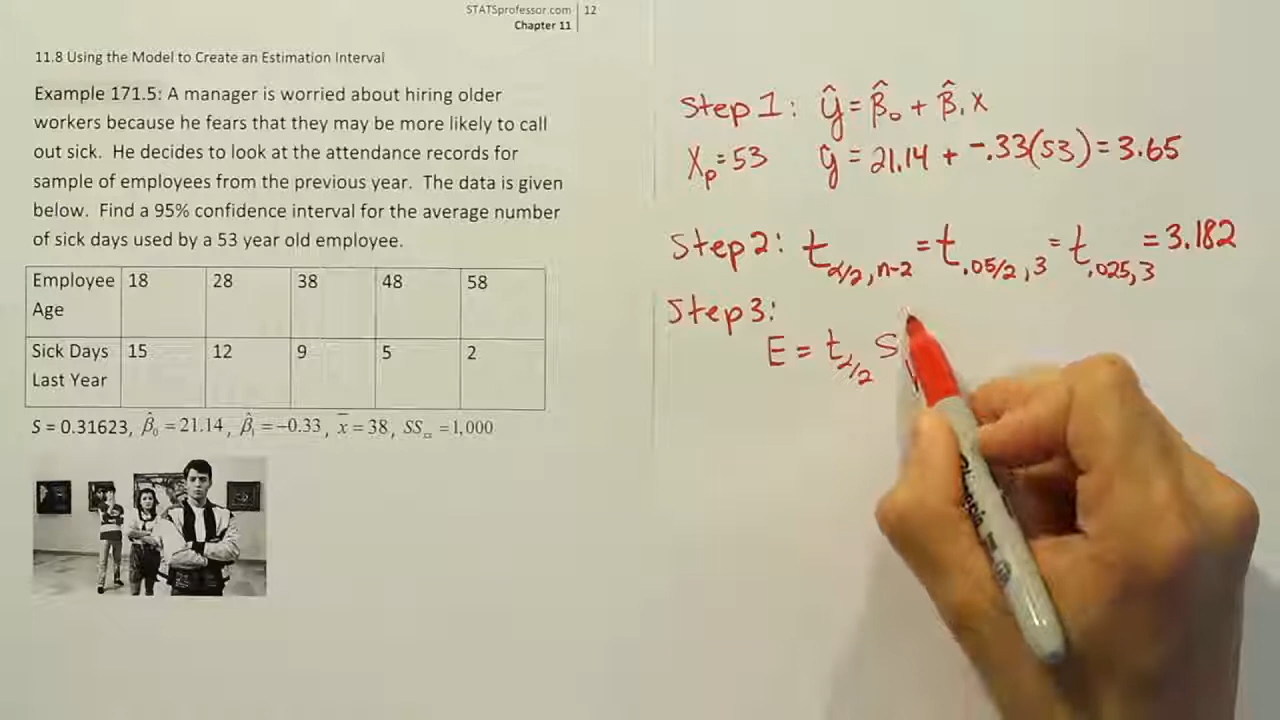 STATSprofessor.com | 12
Chapter 11
11.8 Using the Model to Create an Estimation Interval
Example 171.5: A manager is worried about hiring older
workers because he fears that they may be more likely to call
out sick. He decides to look at the attendance records for
sample of employees from the previous year. The data is given
below. Find a 95% confidence interval for the average number
of sick days used by a 53 year old employee.
Employee Age 18 28 38 48 58
Sick Days Last Year 15 12 9 5 2
S = 0.31623, β̂₀ = 21.14, β̂₁ = −0.33, x̄ = 38, SSₓₓ = 1,000
Step 1: ŷ = β̂₀ + β̂₁ x
Xₚ = 53 ŷ = 21.14 + -.33(53) = 3.65
Step 2: t α/2, n-2 = t .05/2, 3 = t .025, 3 = 3.182
Step 3:
E = t α/2 S